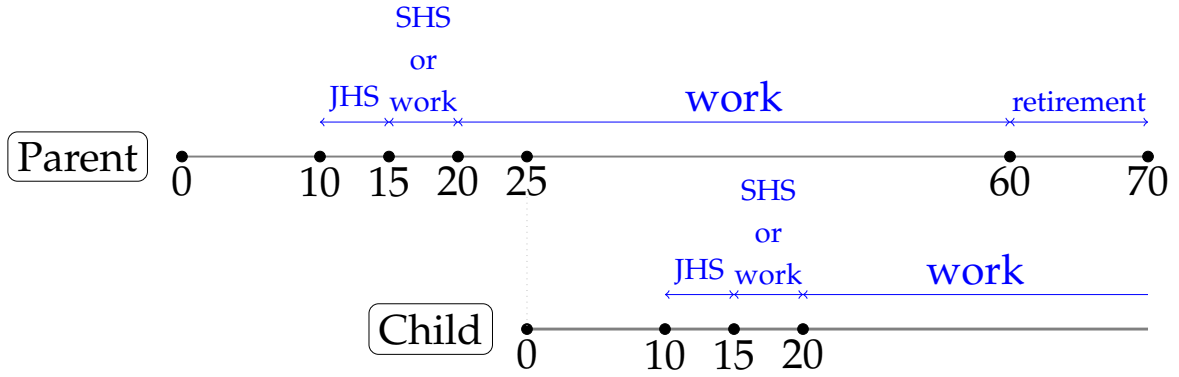 SHS
or
JHS work work retirement
Parent
0 10 15 20 25 60 70
SHS
or
JHS work work
Child
0 10 15 20